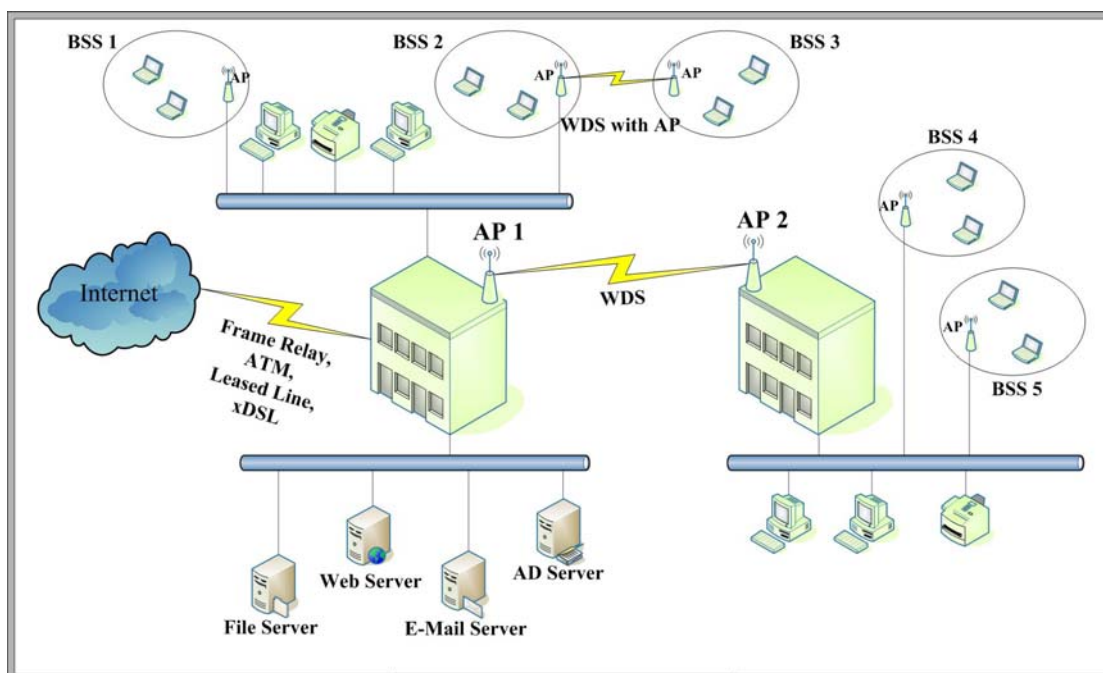 BSS 1
AP
BSS 2
AP
AP
BSS 3
WDS with AP
BSS 4
AP
AP 1
AP 2
WDS
Internet
Frame Relay,
ATM,
Leased Line,
xDSL
AP
BSS 5
Web Server
AD Server
File Server
E-Mail Server